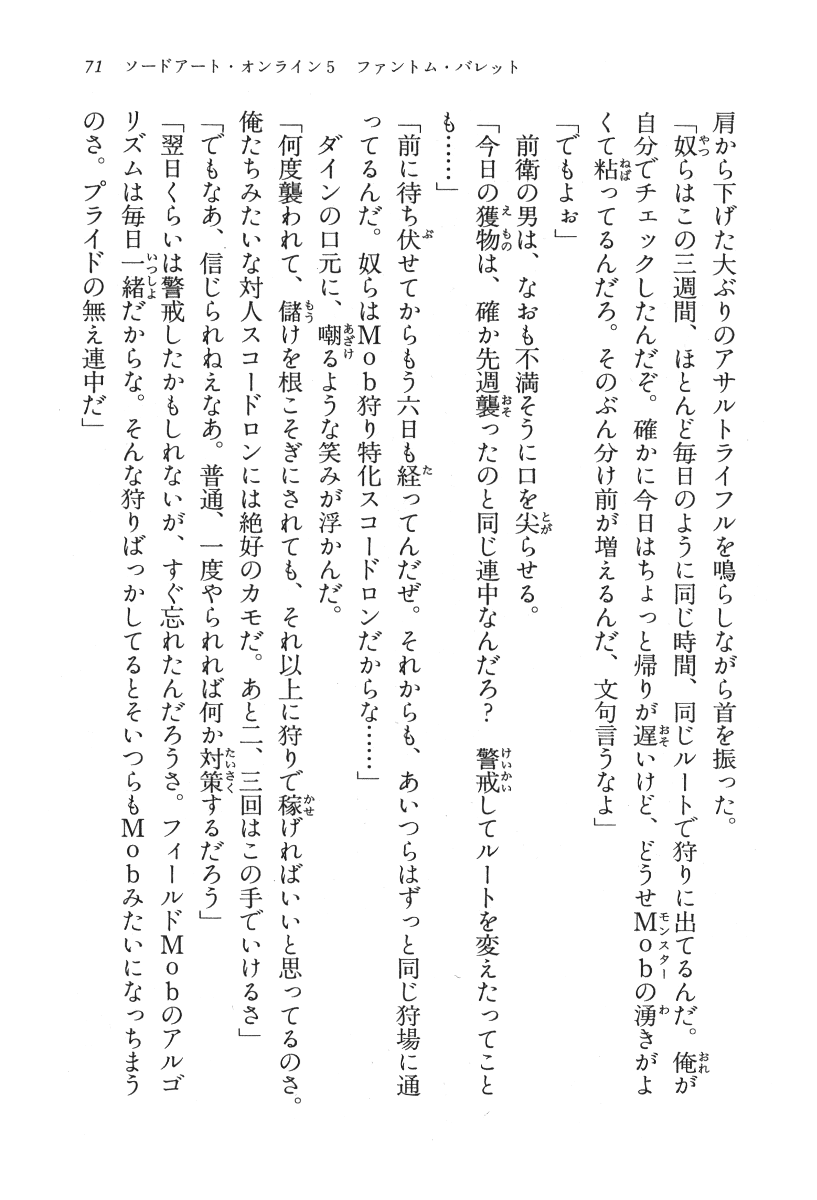 71　ソードアート・オンライン5　ファントム・バレット
肩から下げた大ぶりのアサルトライフルを鳴らしながら首を振った。
「奴らはこの三週間、ほとんど毎日のように同じ時間、同じルートで狩りに出てるんだ。俺が
自分でチェックしたんだぞ。確かに今日はちょっと帰りが遅いけど、どうせMobの湧きがよ
くて粘ってるんだろ。そのぶん分け前が増えるんだ、文句言うなよ」
「でもよぉ」
　前衛の男は、なおも不満そうに口を尖らせる。
「今日の獲物は、確か先週襲ったのと同じ連中なんだろ？　警戒してルートを変えたってこと
も……」
「前に待ち伏せてからもう六日も経ってんだぜ。それからも、あいつらはずっと同じ狩場に通
ってるんだ。奴らはMob狩り特化スコードロンだからな……」
　ダインの口元に、嘲るような笑みが浮かんだ。
「何度襲われて、儲けを根こそぎにされても、それ以上に狩りで稼げればいいと思ってるのさ。
俺たちみたいな対人スコードロンには絶好のカモだ。あと二、三回はこの手でいけるさ」
「でもなあ、信じられねえなあ。普通、一度やられれば何か対策するだろう」
「翌日くらいは警戒したかもしれないが、すぐ忘れたんだろうさ。フィールドMobのアルゴ
リズムは毎日一緒だからな。そんな狩りばっかしてるとそいつらもMobみたいになっちまう
のさ。プライドの無え連中だ」